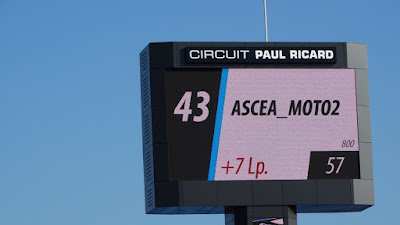 CIRCUIT PAUL RICARD
43 ASCEA_MOTO2
800
+7 Lp. 57